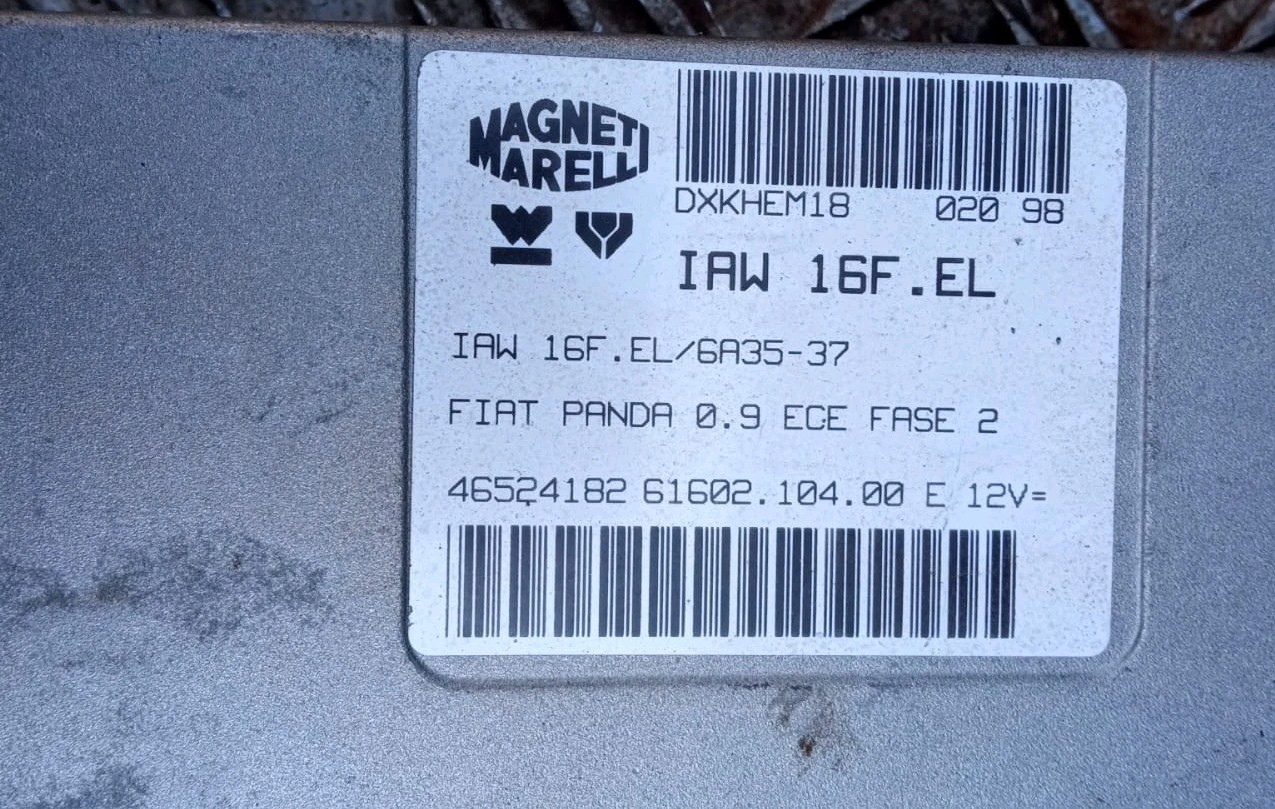 MAGNETI
MARELLI
DXKHEM18 020 98
IAW 16F.EL
IAW 16F.EL/6A35-37
FIAT PANDA 0.9 ECE FASE 2
46524182 61602.104.00 E 12V=